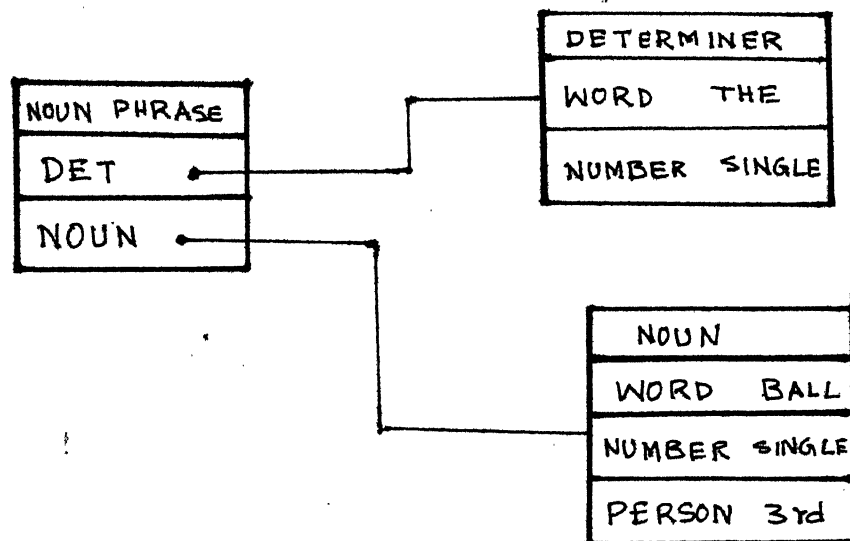 NOUN PHRASE
DET
NOUN
DETERMINER
WORD THE
NUMBER SINGLE
NOUN
WORD BALL
NUMBER SINGLE
PERSON 3rd